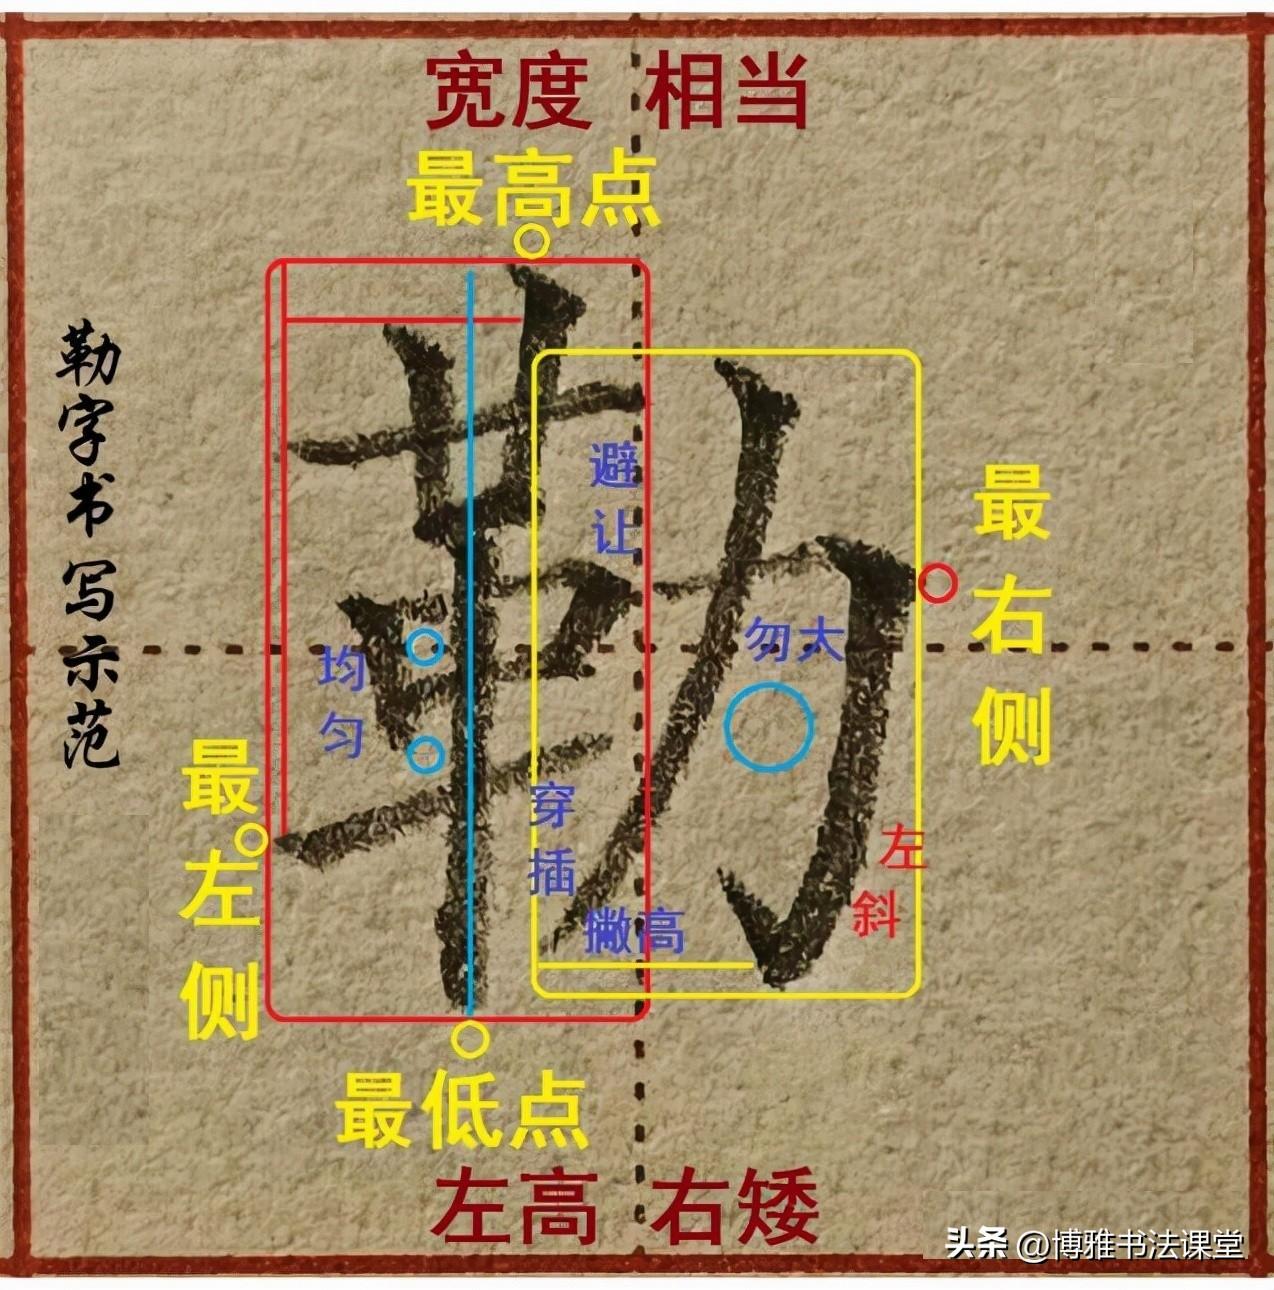 宽度 相当
最高点
勒字书写示范
勒
避让
最右侧
均匀
勿大
最左侧
穿插
撇高
左斜
最低点
左高 右矮
头条 @博雅书法课堂